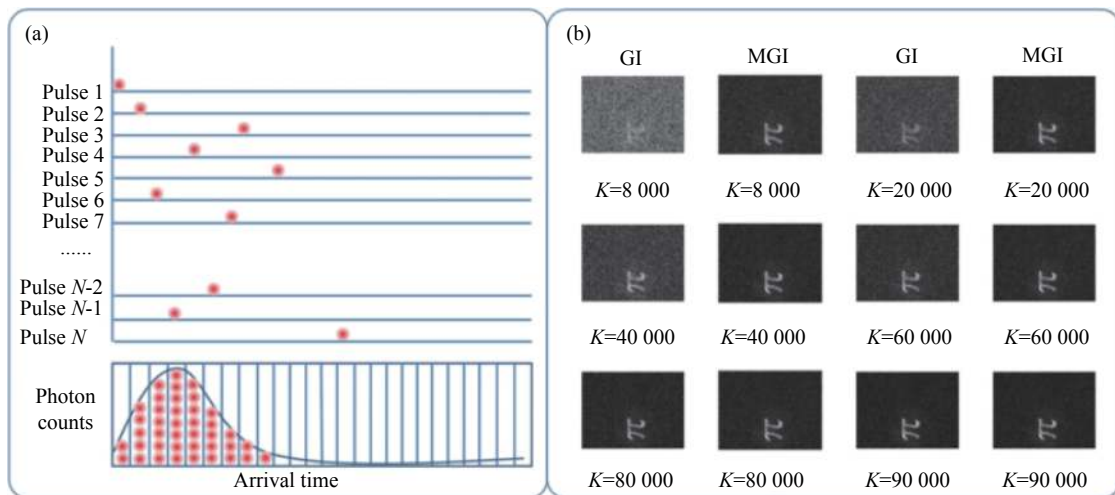 (a)
Pulse 1
Pulse 2
Pulse 3
Pulse 4
Pulse 5
Pulse 6
Pulse 7
......
Pulse N-2
Pulse N-1
Pulse N
Photon
counts
Arrival time
(b)
GI MGI GI MGI
π π π π
K=8 000 K=8 000 K=20 000 K=20 000
π π π π
K=40 000 K=40 000 K=60 000 K=60 000
π π π π
K=80 000 K=80 000 K=90 000 K=90 000